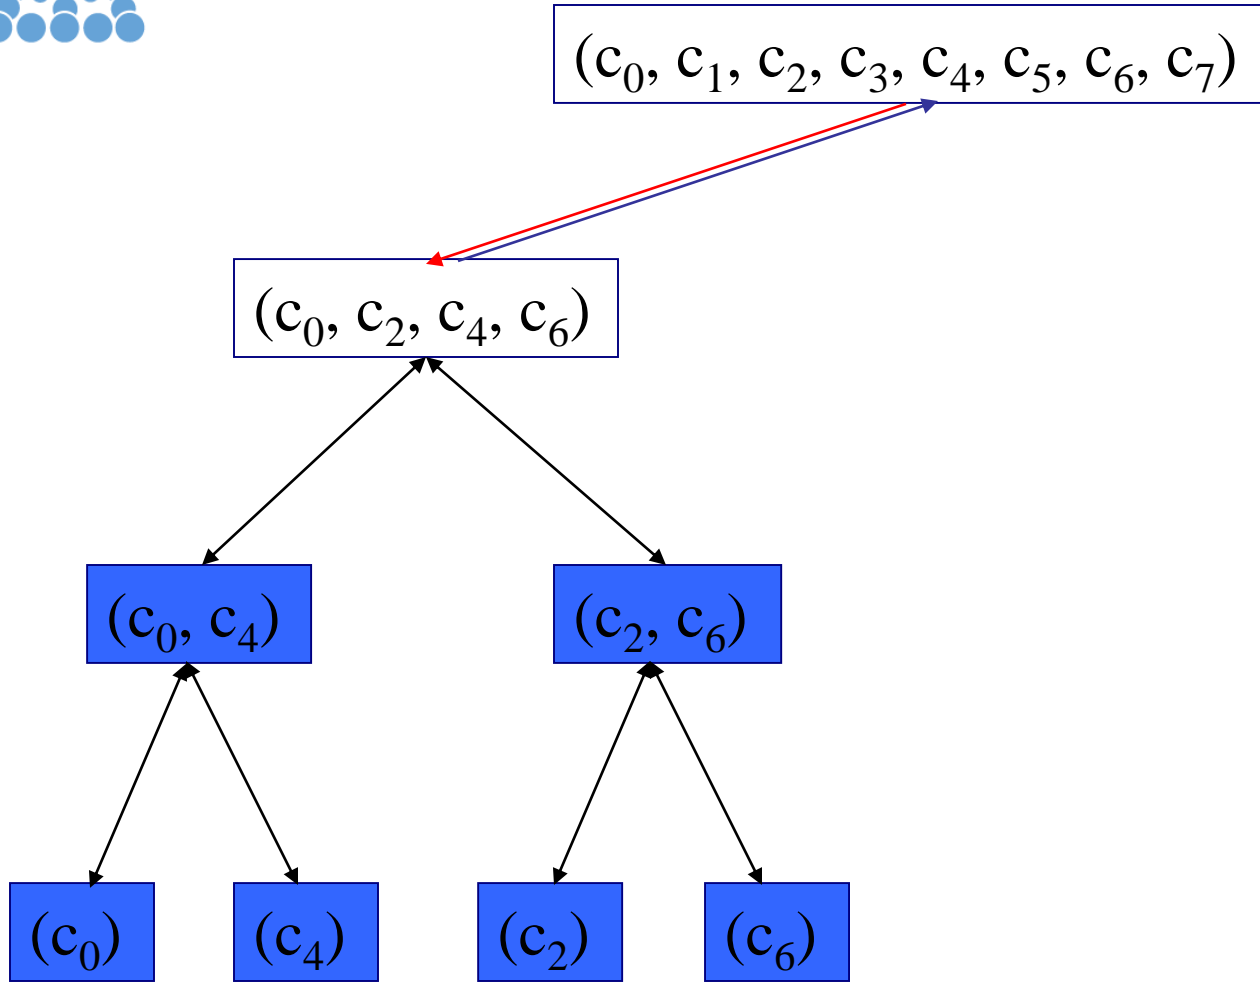 (c₀, c₁, c₂, c₃, c₄, c₅, c₆, c₇)
(c₀, c₂, c₄, c₆)
(c₀, c₄)
(c₂, c₆)
(c₀)
(c₄)
(c₂)
(c₆)